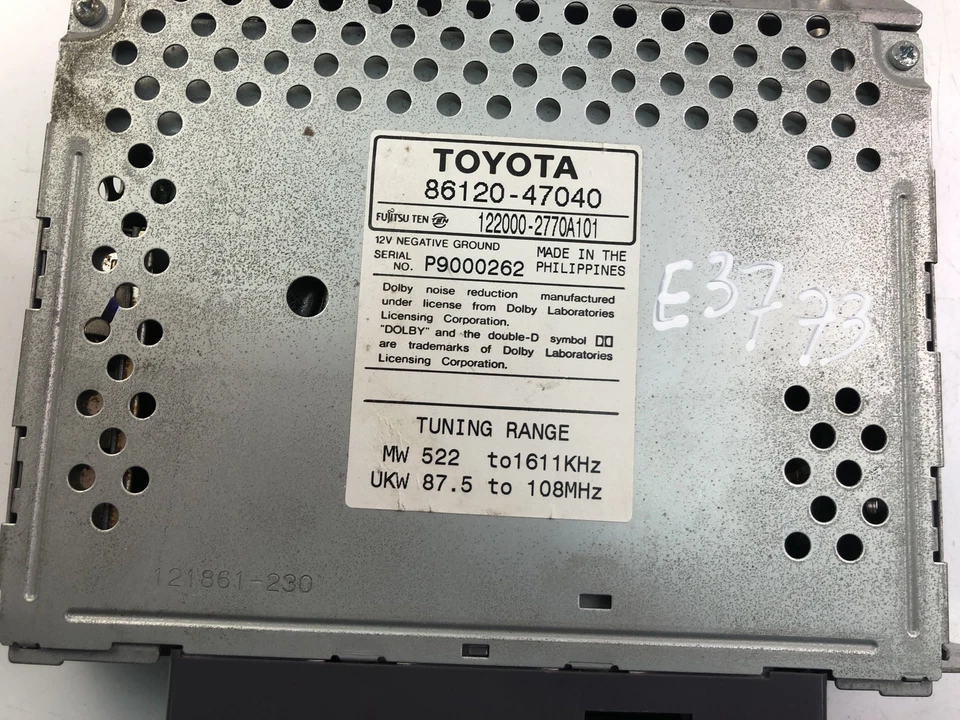 TOYOTA
86120-47040
FUJITSU TEN TEN 122000-2770A101
12V NEGATIVE GROUND
SERIAL NO. P9000262
MADE IN THE PHILIPPINES
Dolby noise reduction manufactured
under license from Dolby Laboratories
Licensing Corporation.
"DOLBY" and the double-D symbol
are trademarks of Dolby Laboratories
Licensing Corporation.
TUNING RANGE
MW 522 to1611KHz
UKW 87.5 to 108MHz
E37 73
121861-230